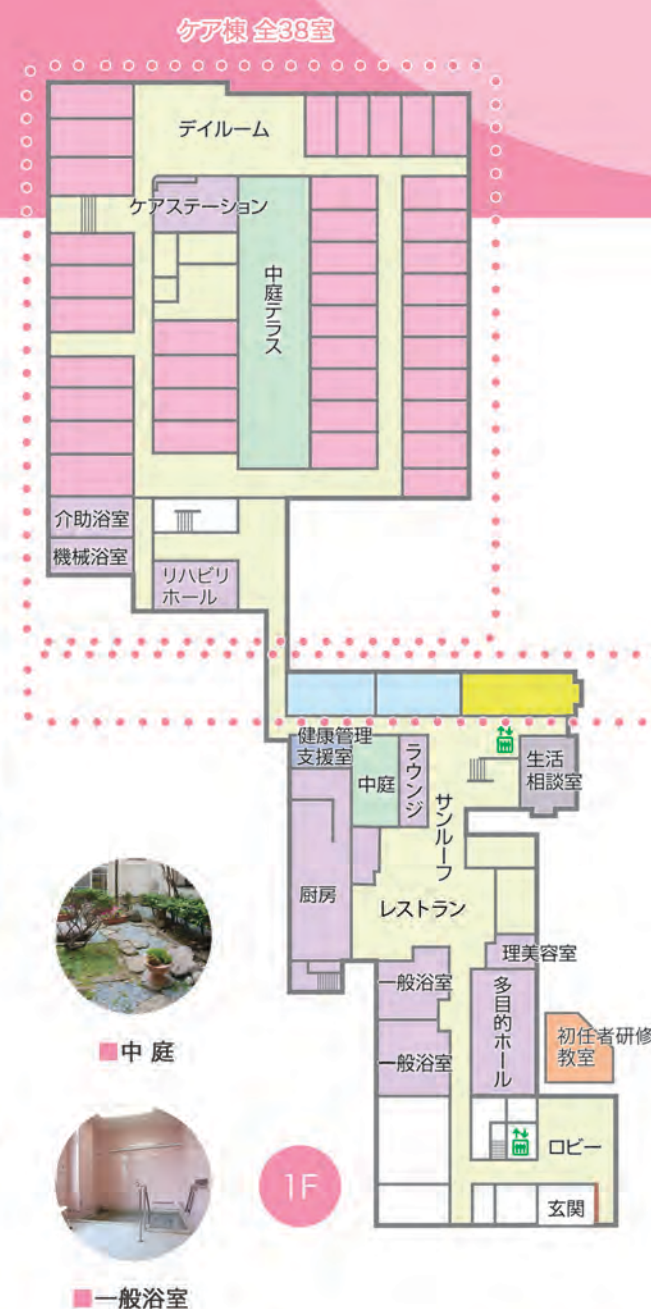 ケア棟 全38室
デイルーム
ケアステーション
中庭テラス
介助浴室
機械浴室
リハビリ
ホール
健康管理
支援室
中庭
ラウンジ
サンルーフ
生活
相談室
厨房
レストラン
理美容室
一般浴室
多目的ホール
一般浴室
初任者研修
教室
ロビー
玄関
■中 庭
1F
■一般浴室